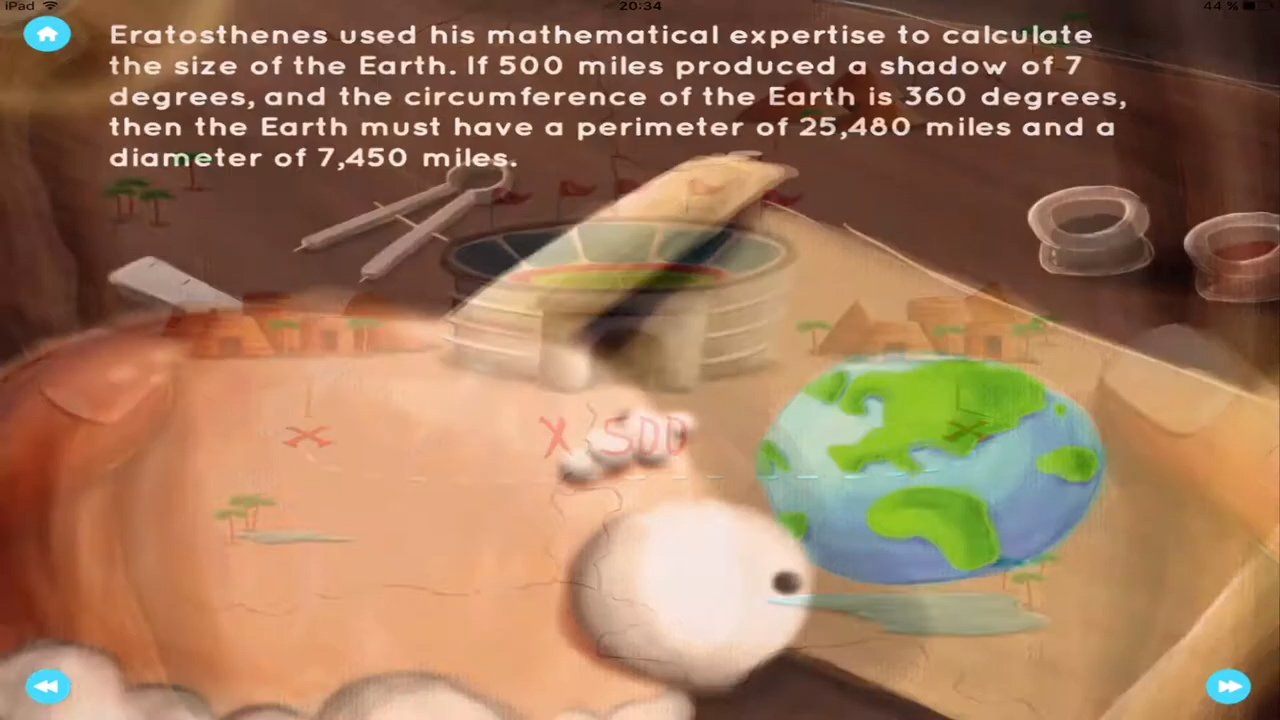 iPad 20:34 44 %
Eratosthenes used his mathematical expertise to calculate
the size of the Earth. If 500 miles produced a shadow of 7
degrees, and the circumference of the Earth is 360 degrees,
then the Earth must have a perimeter of 25,480 miles and a
diameter of 7,450 miles.
X 500